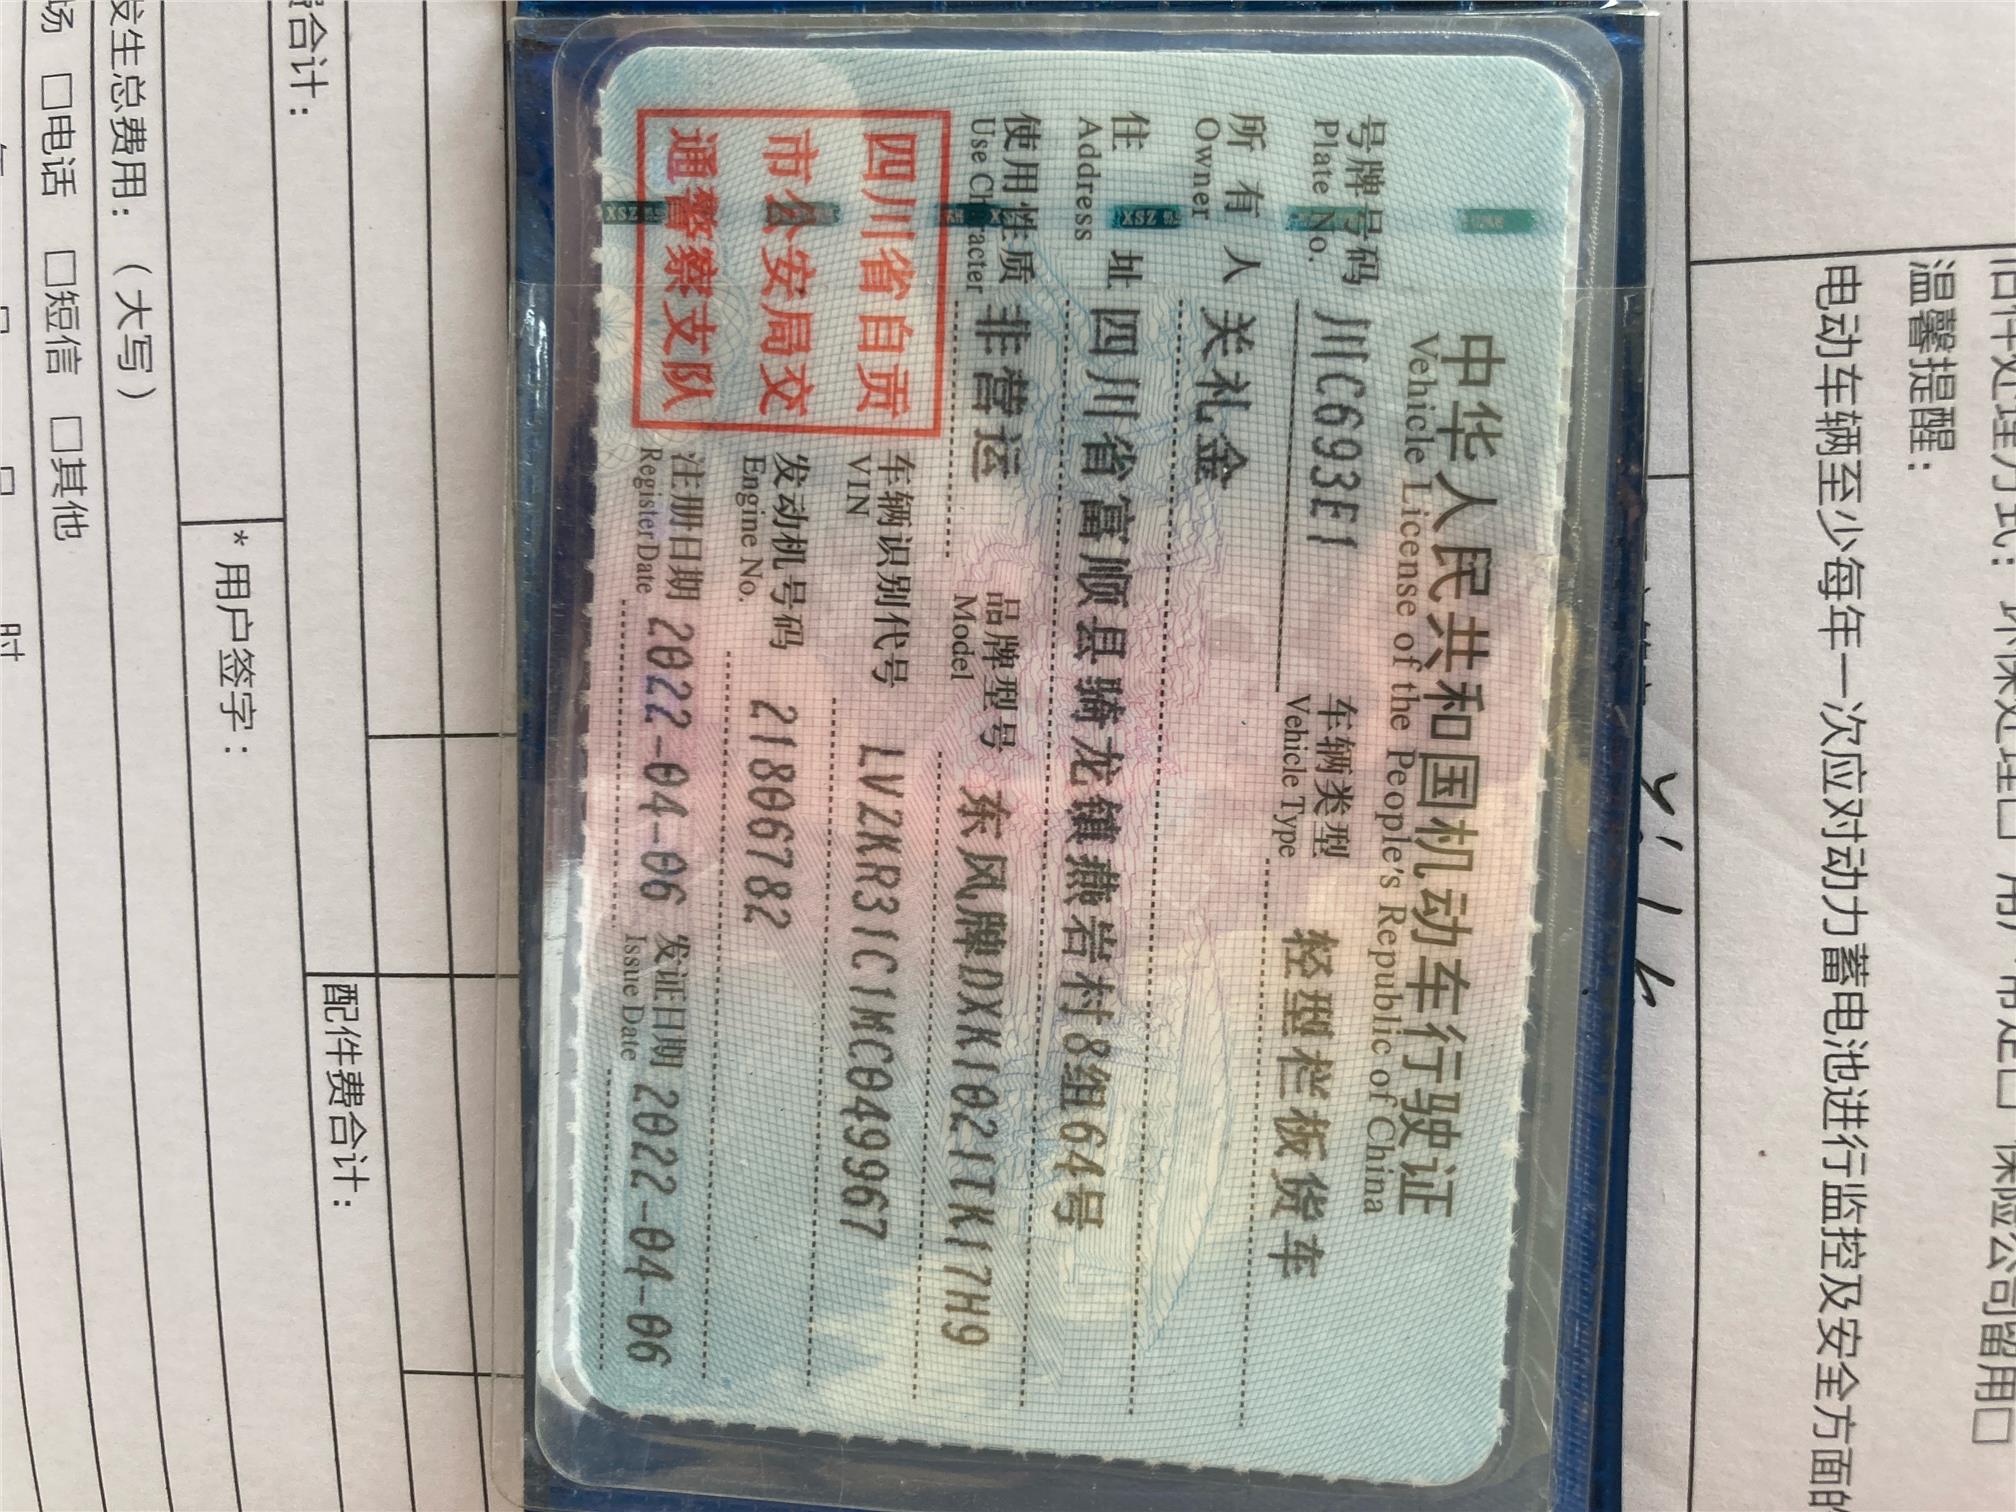 中华人民共和国机动车行驶证
Vehicle License of the People's Republic of China
号牌号码 川C693E1 车辆类型 轻型栏板货车
Plate No. Vehicle Type
所有人 关礼金
Owner
住址 四川省富顺县骑龙镇燕岩村8组64号
Address
使用性质 非营运 品牌型号 东风牌DXK1021TK17H9
Use Character Model
四川省自贡
市公安局交
通警察支队
车辆识别代号 LVZKR31C1MC049967
VIN
发动机号码 21806782
Engine No.
注册日期 2022-04-06 发证日期 2022-04-06
Register Date Issue Date
温馨提醒：
电动车辆至少每年一次应对动力蓄电池进行监控及安全方面的
合计：
配件费合计：
*用户签字：
发生总费用：（大写）
场 □电话 □短信 □其他